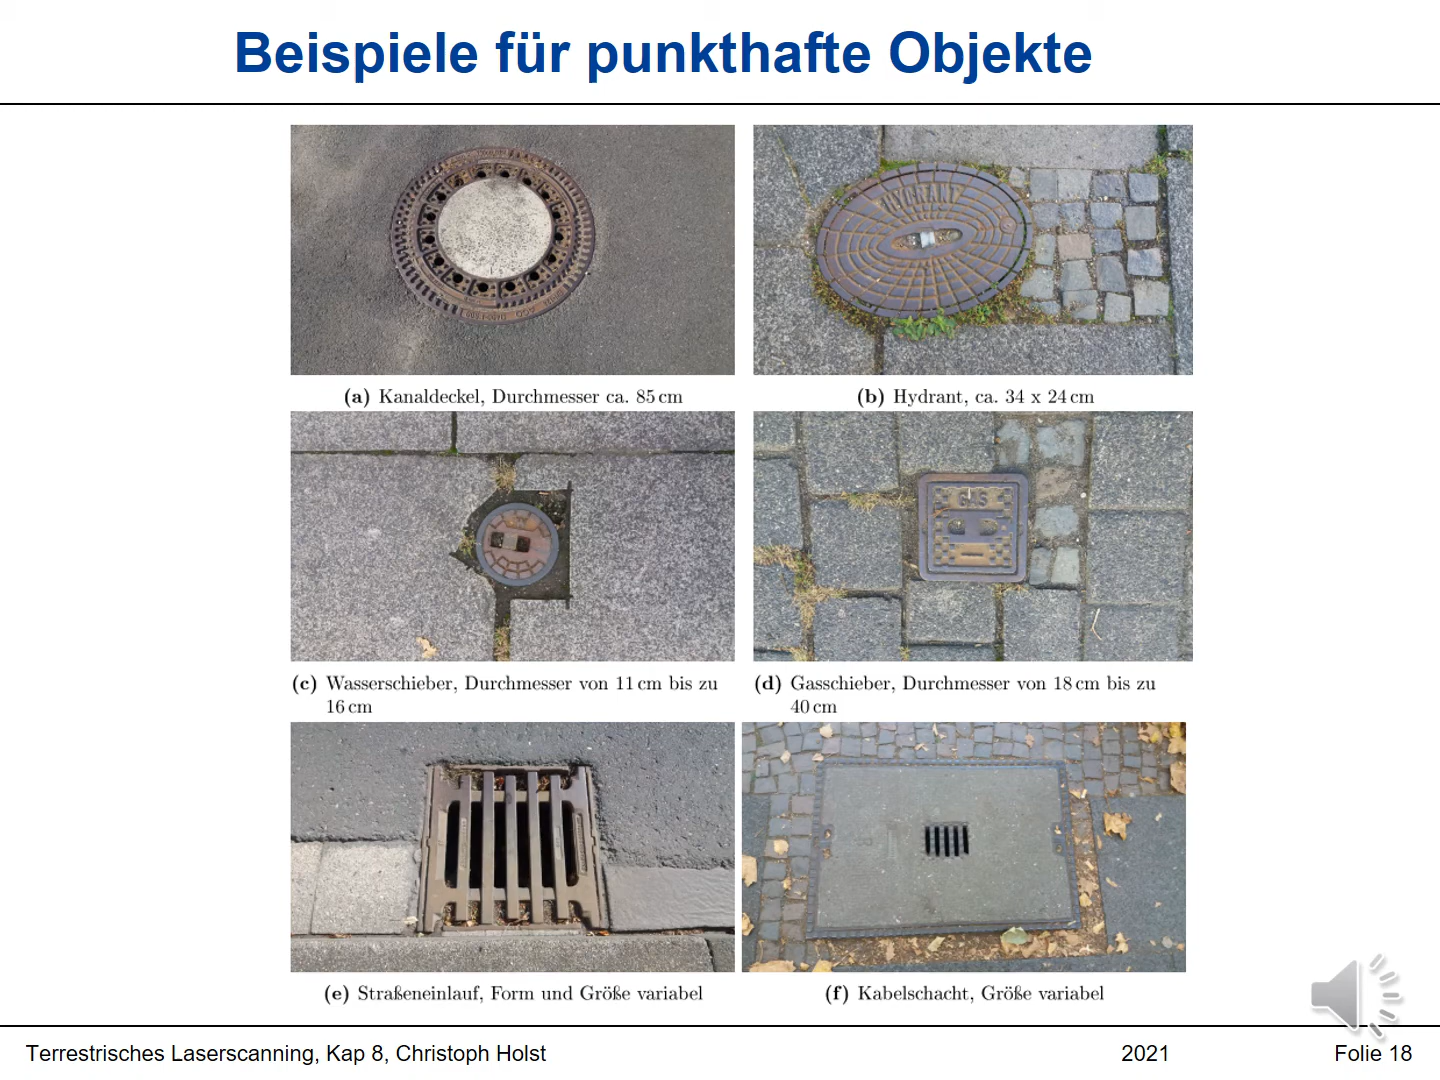 Beispiele für punkthafte Objekte
HYDRANT
(a) Kanaldeckel, Durchmesser ca. 85 cm
(b) Hydrant, ca. 34 x 24 cm
GAS
(c) Wasserschieber, Durchmesser von 11 cm bis zu
16 cm
(d) Gasschieber, Durchmesser von 18 cm bis zu
40 cm
(e) Straßeneinlauf, Form und Größe variabel
(f) Kabelschacht, Größe variabel
Terrestrisches Laserscanning, Kap 8, Christoph Holst
2021
Folie 18